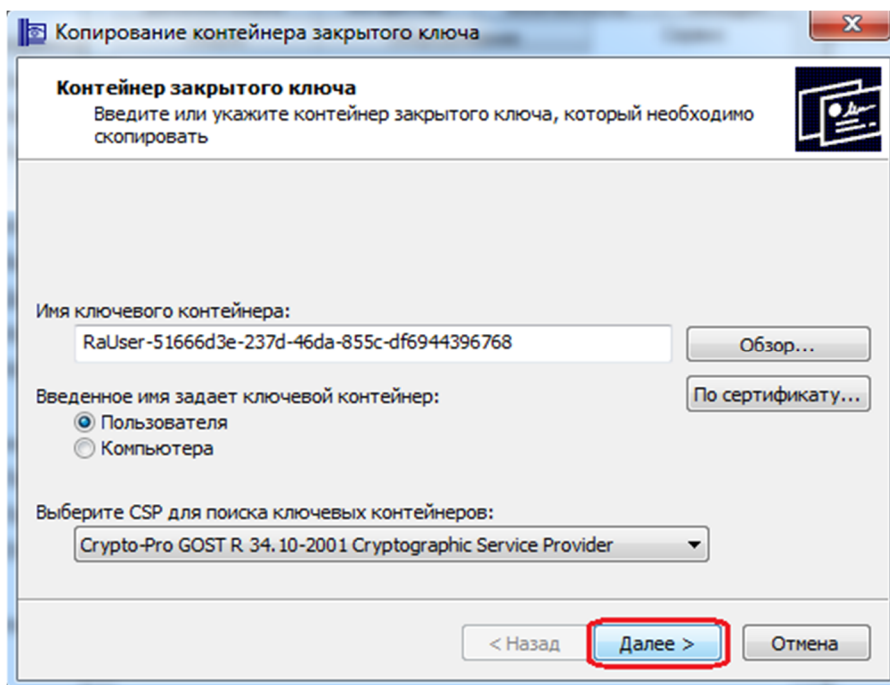 Копирование контейнера закрытого ключа
Контейнер закрытого ключа
Введите или укажите контейнер закрытого ключа, который необходимо
скопировать
Имя ключевого контейнера:
RaUser-51666d3e-237d-46da-855c-df6944396768
Обзор...
Введенное имя задает ключевой контейнер:
По сертификату...
Пользователя
Компьютера
Выберите CSP для поиска ключевых контейнеров:
Crypto-Pro GOST R 34.10-2001 Cryptographic Service Provider
< Назад
Далее >
Отмена